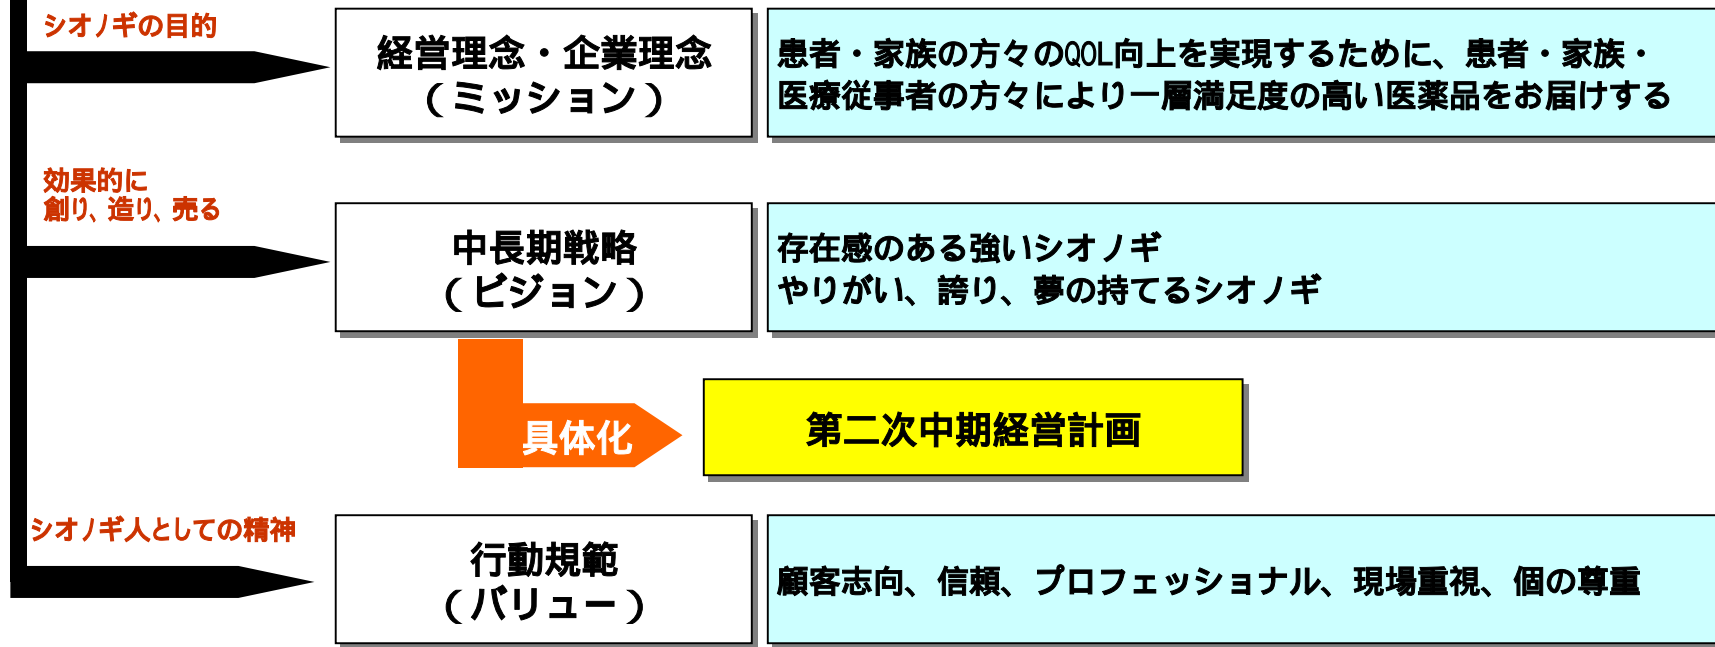 シオノギの目的
経営理念・企業理念
（ミッション）
患者・家族の方々のQOL向上を実現するために、患者・家族・
医療従事者の方々により一層満足度の高い医薬品をお届けする
効果的に
創り、造り、売る
中長期戦略
（ビジョン）
存在感のある強いシオノギ
やりがい、誇り、夢の持てるシオノギ
具体化
第二次中期経営計画
シオノギ人としての精神
行動規範
（バリュー）
顧客志向、信頼、プロフェッショナル、現場重視、個の尊重